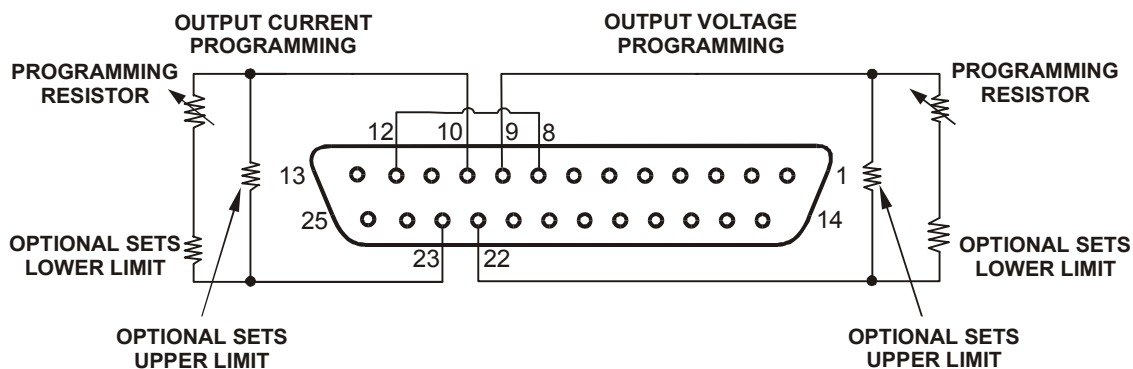 OUTPUT CURRENT
PROGRAMMING
OUTPUT VOLTAGE
PROGRAMMING
PROGRAMMING
RESISTOR
PROGRAMMING
RESISTOR
12 10 9 8
13 1
25 14
23 22
OPTIONAL SETS
LOWER LIMIT
OPTIONAL SETS
LOWER LIMIT
OPTIONAL SETS
UPPER LIMIT
OPTIONAL SETS
UPPER LIMIT